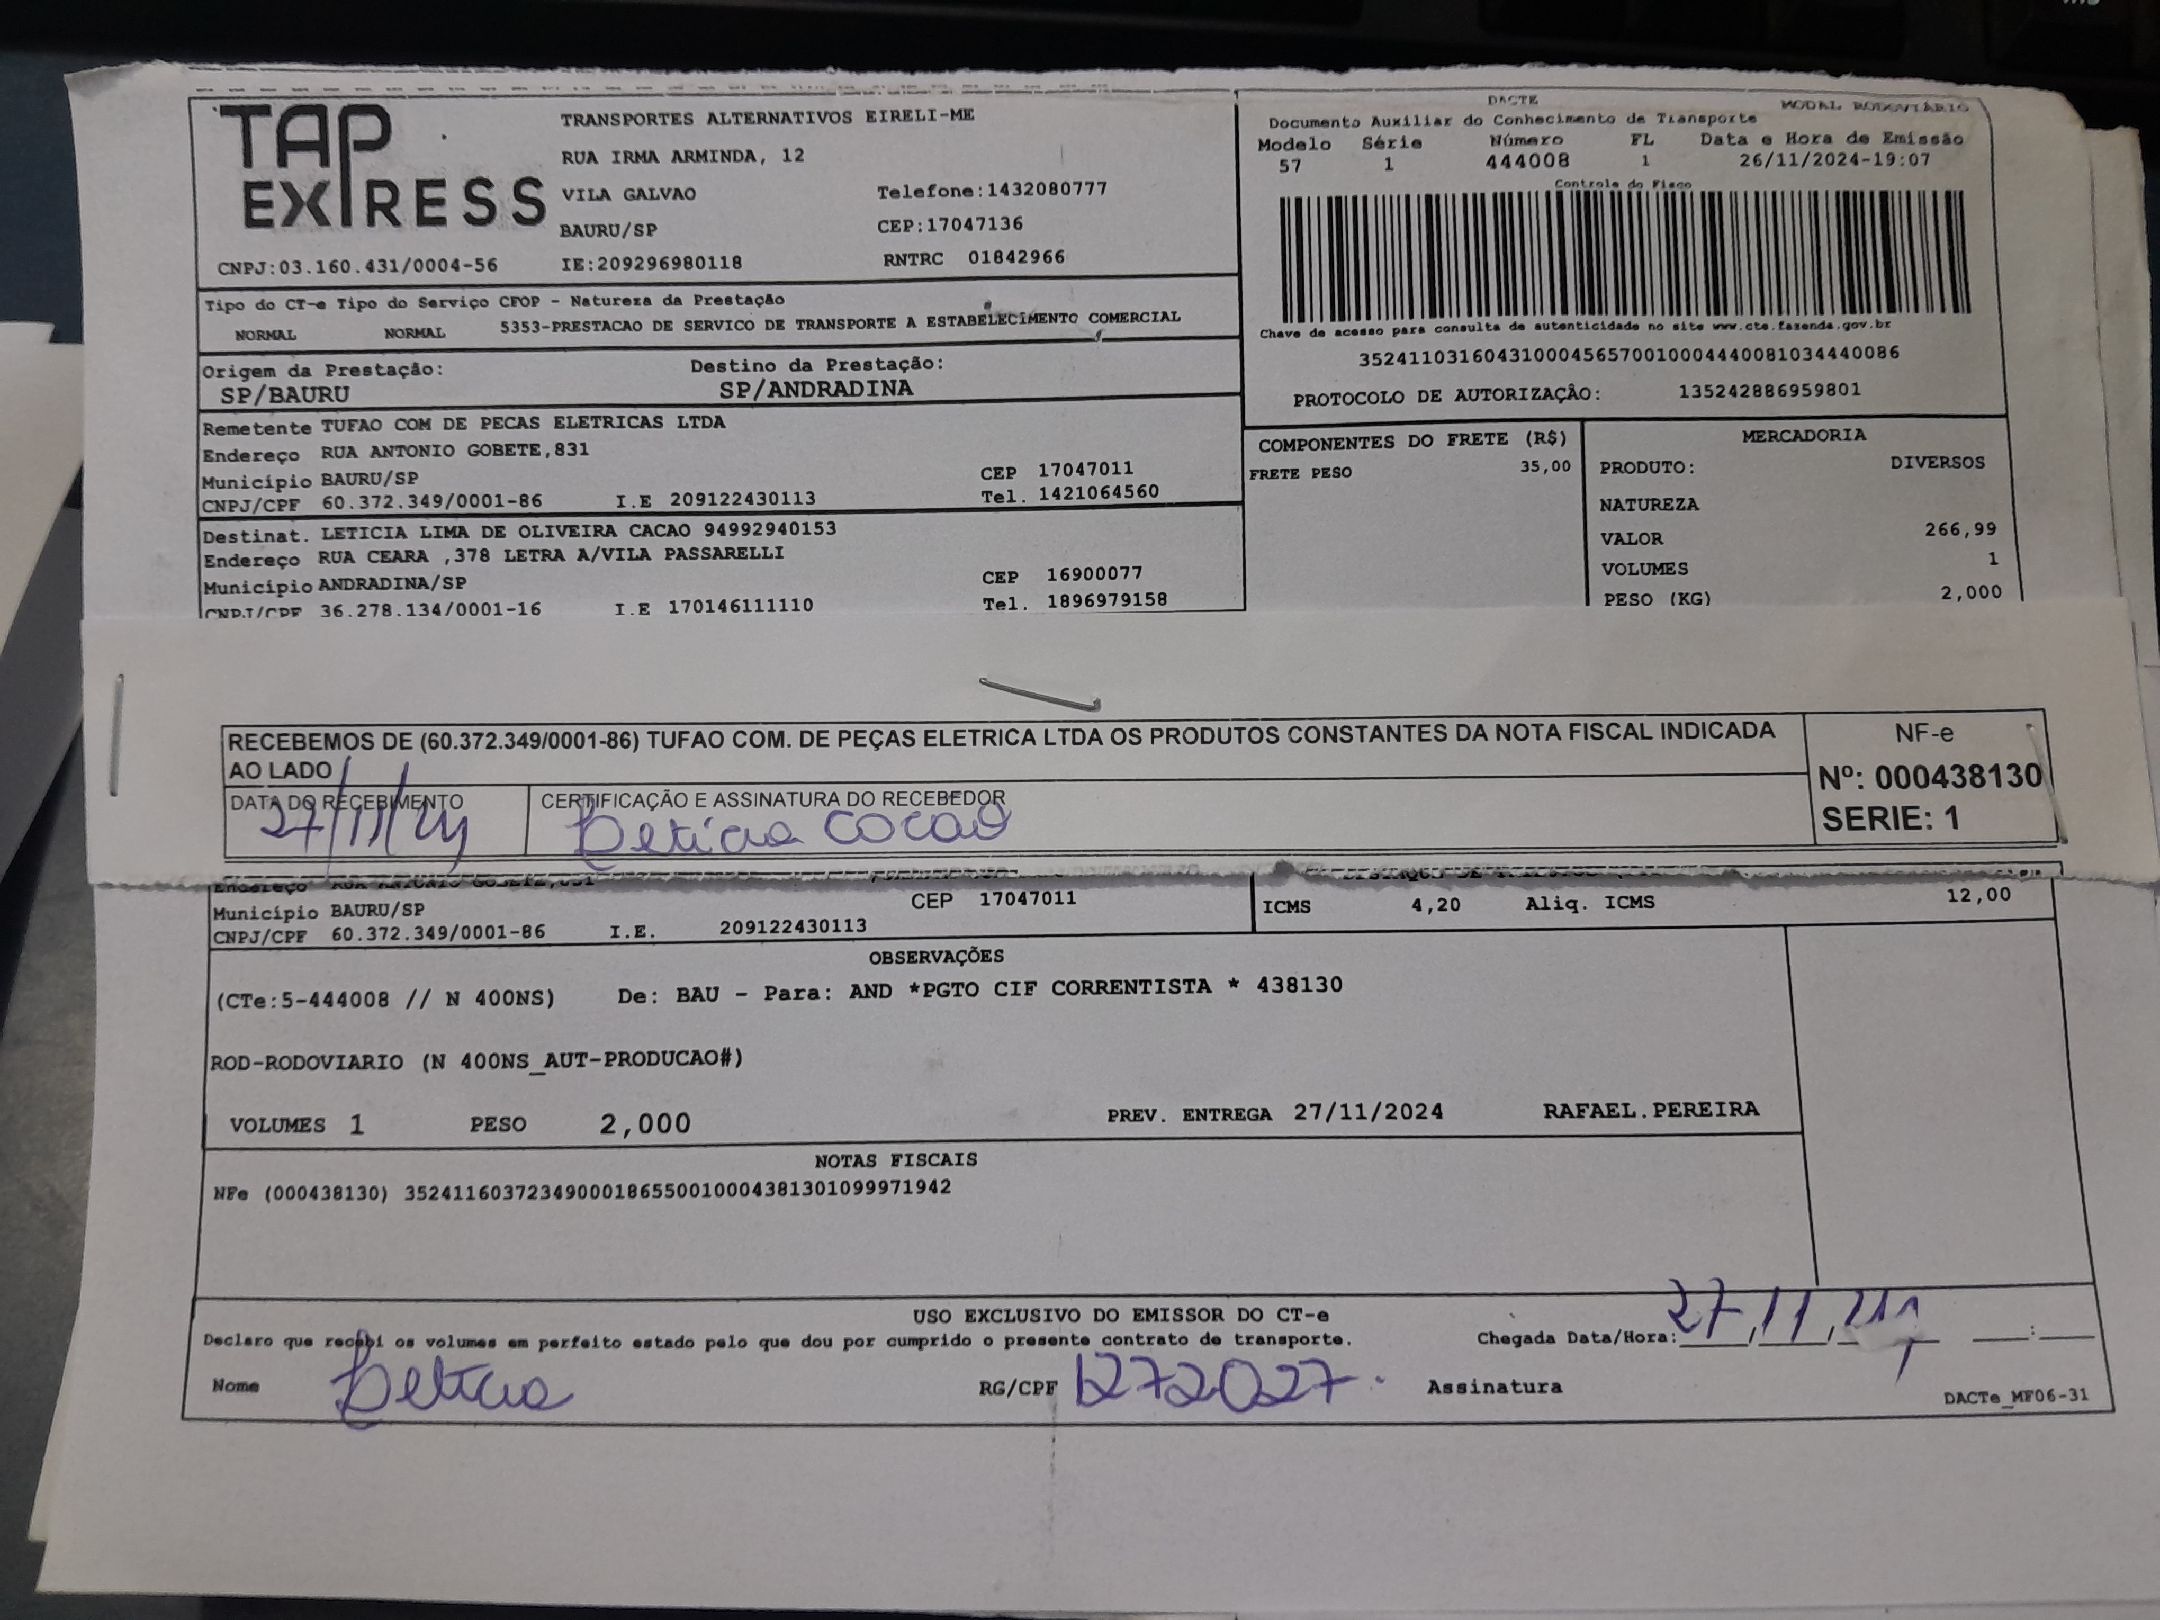 TAP
EXPRESS
TRANSPORTES ALTERNATIVOS EIRELI-ME
RUA IRMA ARMINDA, 12
VILA GALVAO Telefone:1432080777
BAURU/SP CEP:17047136
CNPJ:03.160.431/0004-56 IE:209296980118 RNTRC 01842966
DACTE MODAL RODOVIÁRIO
Documento Auxiliar do Conhecimento de Transporte
Modelo Série Número FL Data e Hora de Emissão
57 1 444008 1 26/11/2024-19:07
Controle do Fisco
Chave de acesso para consulta de autenticidade no site www.cte.fazenda.gov.br
35241103160431000456570010004440081034440086
PROTOCOLO DE AUTORIZAÇÂO: 135242886959801
Tipo do CT-e Tipo do Serviço CFOP - Natureza da Prestação
NORMAL NORMAL 5353-PRESTACAO DE SERVICO DE TRANSPORTE A ESTABELECIMENTO COMERCIAL
Origem da Prestação: Destino da Prestação:
SP/BAURU SP/ANDRADINA
Remetente TUFAO COM DE PECAS ELETRICAS LTDA
Endereço RUA ANTONIO GOBETE,831
Município BAURU/SP CEP 17047011
CNPJ/CPF 60.372.349/0001-86 I.E 209122430113 Tel. 1421064560
Destinat. LETICIA LIMA DE OLIVEIRA CACAO 94992940153
Endereço RUA CEARA ,378 LETRA A/VILA PASSARELLI
Município ANDRADINA/SP CEP 16900077
CNPJ/CPF 36.278.134/0001-16 I.E 170146111110 Tel. 1896979158
COMPONENTES DO FRETE (R$)
FRETE PESO 35,00
MERCADORIA
PRODUTO: DIVERSOS
NATUREZA
VALOR 266,99
VOLUMES 1
PESO (KG) 2,000
RECEBEMOS DE (60.372.349/0001-86) TUFAO COM. DE PEÇAS ELETRICA LTDA OS PRODUTOS CONSTANTES DA NOTA FISCAL INDICADA
AO LADO
DATA DO RECEBIMENTO CERTIFICAÇÃO E ASSINATURA DO RECEBEDOR
27/11/24 Leticia Cacao
NF-e
Nº: 000438130
SERIE: 1
Endereço RUA ANTONIO GOBETE,831
Município BAURU/SP CEP 17047011
CNPJ/CPF 60.372.349/0001-86 I.E. 209122430113
ICMS 4,20 Aliq. ICMS 12,00
OBSERVAÇÕES
(CTe:5-444008 // N 400NS) De: BAU - Para: AND *PGTO CIF CORRENTISTA * 438130
ROD-RODOVIARIO (N 400NS_AUT-PRODUCAO#)
VOLUMES 1 PESO 2,000 PREV. ENTREGA 27/11/2024 RAFAEL.PEREIRA
NOTAS FISCAIS
NFe (000438130) 35241160372349000186550010004381301099971942
USO EXCLUSIVO DO EMISSOR DO CT-e
Declaro que recebi os volumes em perfeito estado pelo que dou por cumprido o presente contrato de transporte. Chegada Data/Hora: 27 11 24
Nome Leticia RG/CPF 1272027 Assinatura
DACTe_MF06-31